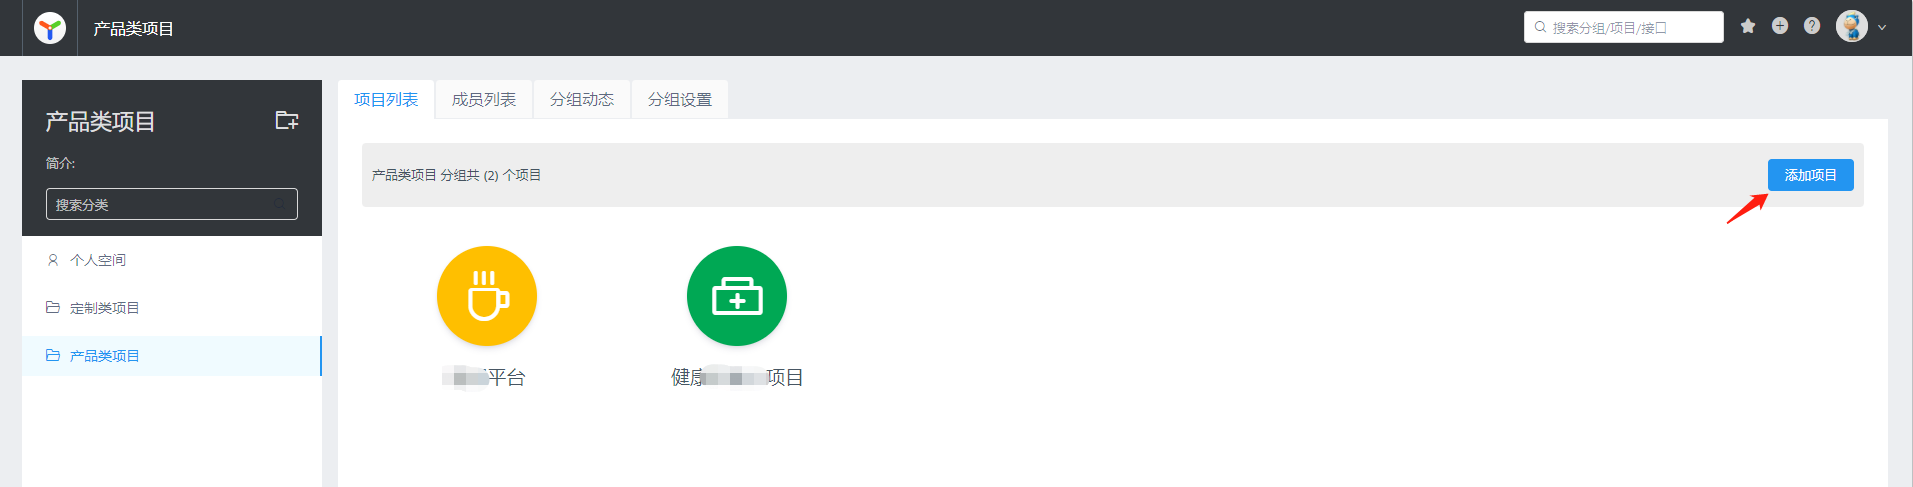 产品类项目
搜索分组/项目/接口
产品类项目
简介:
搜索分类
个人空间
定制类项目
产品类项目
项目列表 成员列表 分组动态 分组设置
产品类项目 分组共 (2) 个项目
添加项目
平台
健康 项目